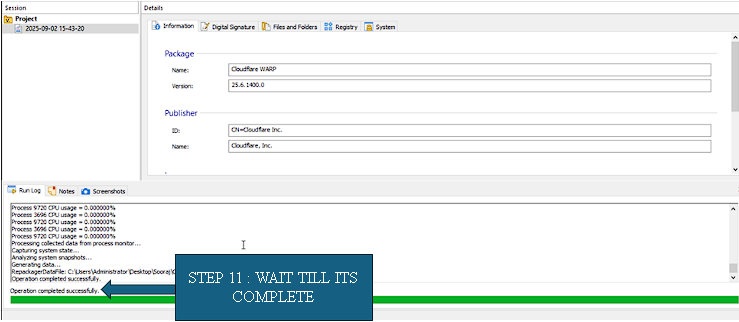 Session
Project
2025-09-02 15-43-20
Details
Information
Digital Signature
Files and Folders
Registry
System
Package
Name:
Cloudflare WARP
Version:
25.6.1400.0
Publisher
ID:
CN=Cloudflare Inc.
Name:
Cloudflare, Inc.
Run Log
Notes
Screenshots
Process 9720 CPU usage = 0.000000%
Process 3696 CPU usage = 0.000000%
Process 9720 CPU usage = 0.000000%
Process 3696 CPU usage = 0.000000%
Process 9720 CPU usage = 0.000000%
Processing collected data from process monitor...
Capturing system state...
Analyzing system snapshots...
Generating data...
RepackagerDataFile: C:\Users\Administrator\Desktop\Sooraj\
Operation completed successfully.
Operation completed successfully.
STEP 11 : WAIT TILL ITS
COMPLETE